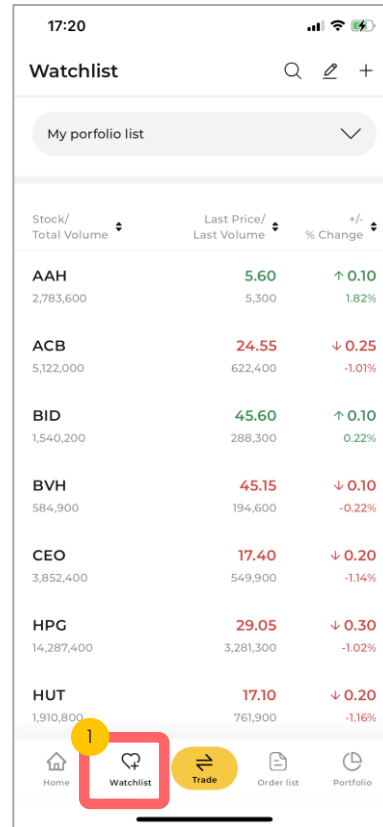 17:20
Watchlist
My porfolio list
Stock/ Last Price/ +/-
Total Volume Last Volume % Change
AAH 5.60 ↑ 0.10
2,783,600 5,300 1.82%
ACB 24.55 ↓ 0.25
5,122,000 622,400 -1.01%
BID 45.60 ↑ 0.10
1,540,200 288,300 0.22%
BVH 45.15 ↓ 0.10
584,900 194,600 -0.22%
CEO 17.40 ↓ 0.20
3,852,400 549,900 -1.14%
HPG 29.05 ↓ 0.30
14,287,400 3,281,300 -1.02%
HUT 17.10 ↓ 0.20
1,910,800 761,900 -1.16%
1
Home Watchlist Trade Order list Portfolio